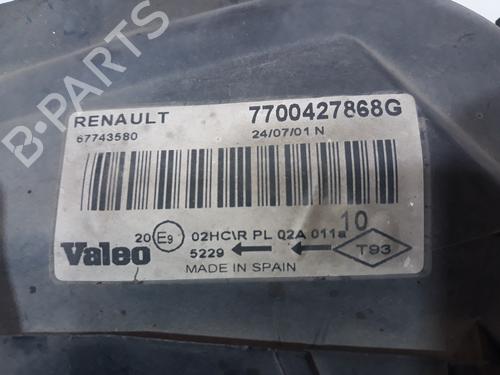 RENAULT 7700427868G
67743580 24/07/01 N
10
20 E9 02HC\R PL 02A 011a
Valeo 5229 T93
MADE IN SPAIN
B-PARTS